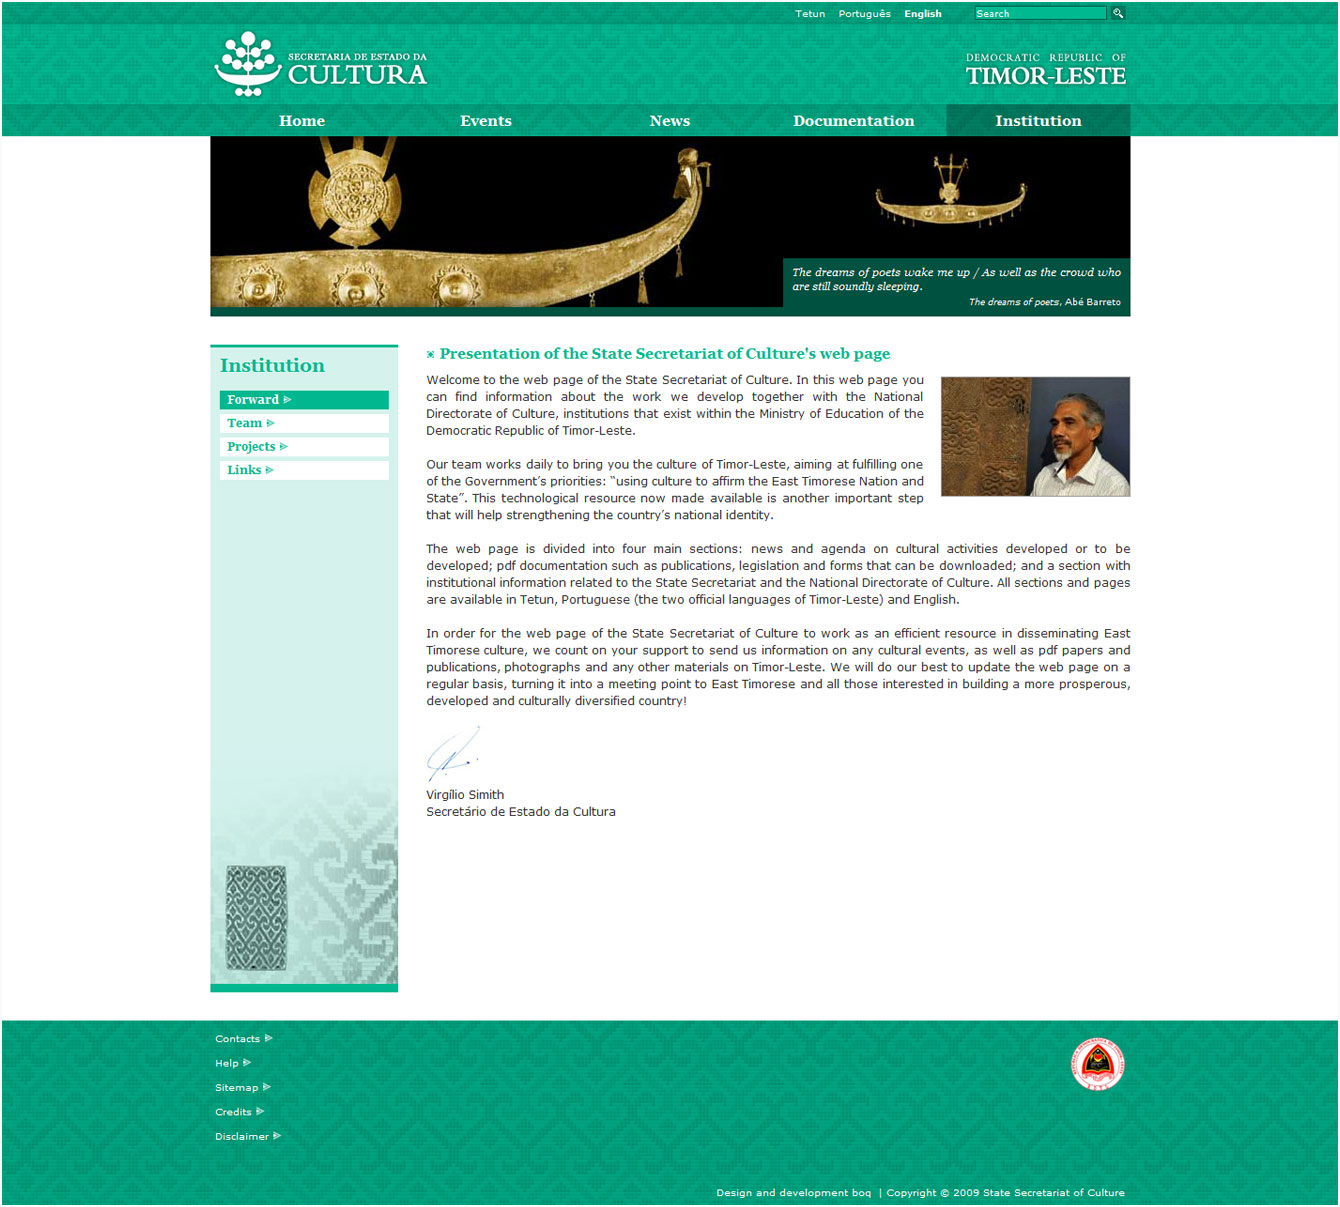 Tetun Português English Search
SECRETARIA DE ESTADO DA
CULTURA
DEMOCRATIC REPUBLIC OF
TIMOR-LESTE
Home Events News Documentation Institution
The dreams of poets wake me up / As well as the crowd who
are still soundly sleeping.
The dreams of poets, Abé Barreto
Institution
Forward
Team
Projects
Links
Presentation of the State Secretariat of Culture's web page
Welcome to the web page of the State Secretariat of Culture. In this web page you
can find information about the work we develop together with the National
Directorate of Culture, institutions that exist within the Ministry of Education of the
Democratic Republic of Timor-Leste.
Our team works daily to bring you the culture of Timor-Leste, aiming at fulfilling one
of the Government´s priorities: “using culture to affirm the East Timorese Nation and
State”. This technological resource now made available is another important step
that will help strengthening the country´s national identity.
The web page is divided into four main sections: news and agenda on cultural activities developed or to be
developed; pdf documentation such as publications, legislation and forms that can be downloaded; and a section with
institutional information related to the State Secretariat and the National Directorate of Culture. All sections and pages
are available in Tetun, Portuguese (the two official languages of Timor-Leste) and English.
In order for the web page of the State Secretariat of Culture to work as an efficient resource in disseminating East
Timorese culture, we count on your support to send us information on any cultural events, as well as pdf papers and
publications, photographs and any other materials on Timor-Leste. We will do our best to update the web page on a
regular basis, turning it into a meeting point to East Timorese and all those interested in building a more prosperous,
developed and culturally diversified country!
Virgílio Simith
Secretário de Estado da Cultura
Contacts
Help
Sitemap
Credits
Disclaimer
Design and development boq | Copyright © 2009 State Secretariat of Culture